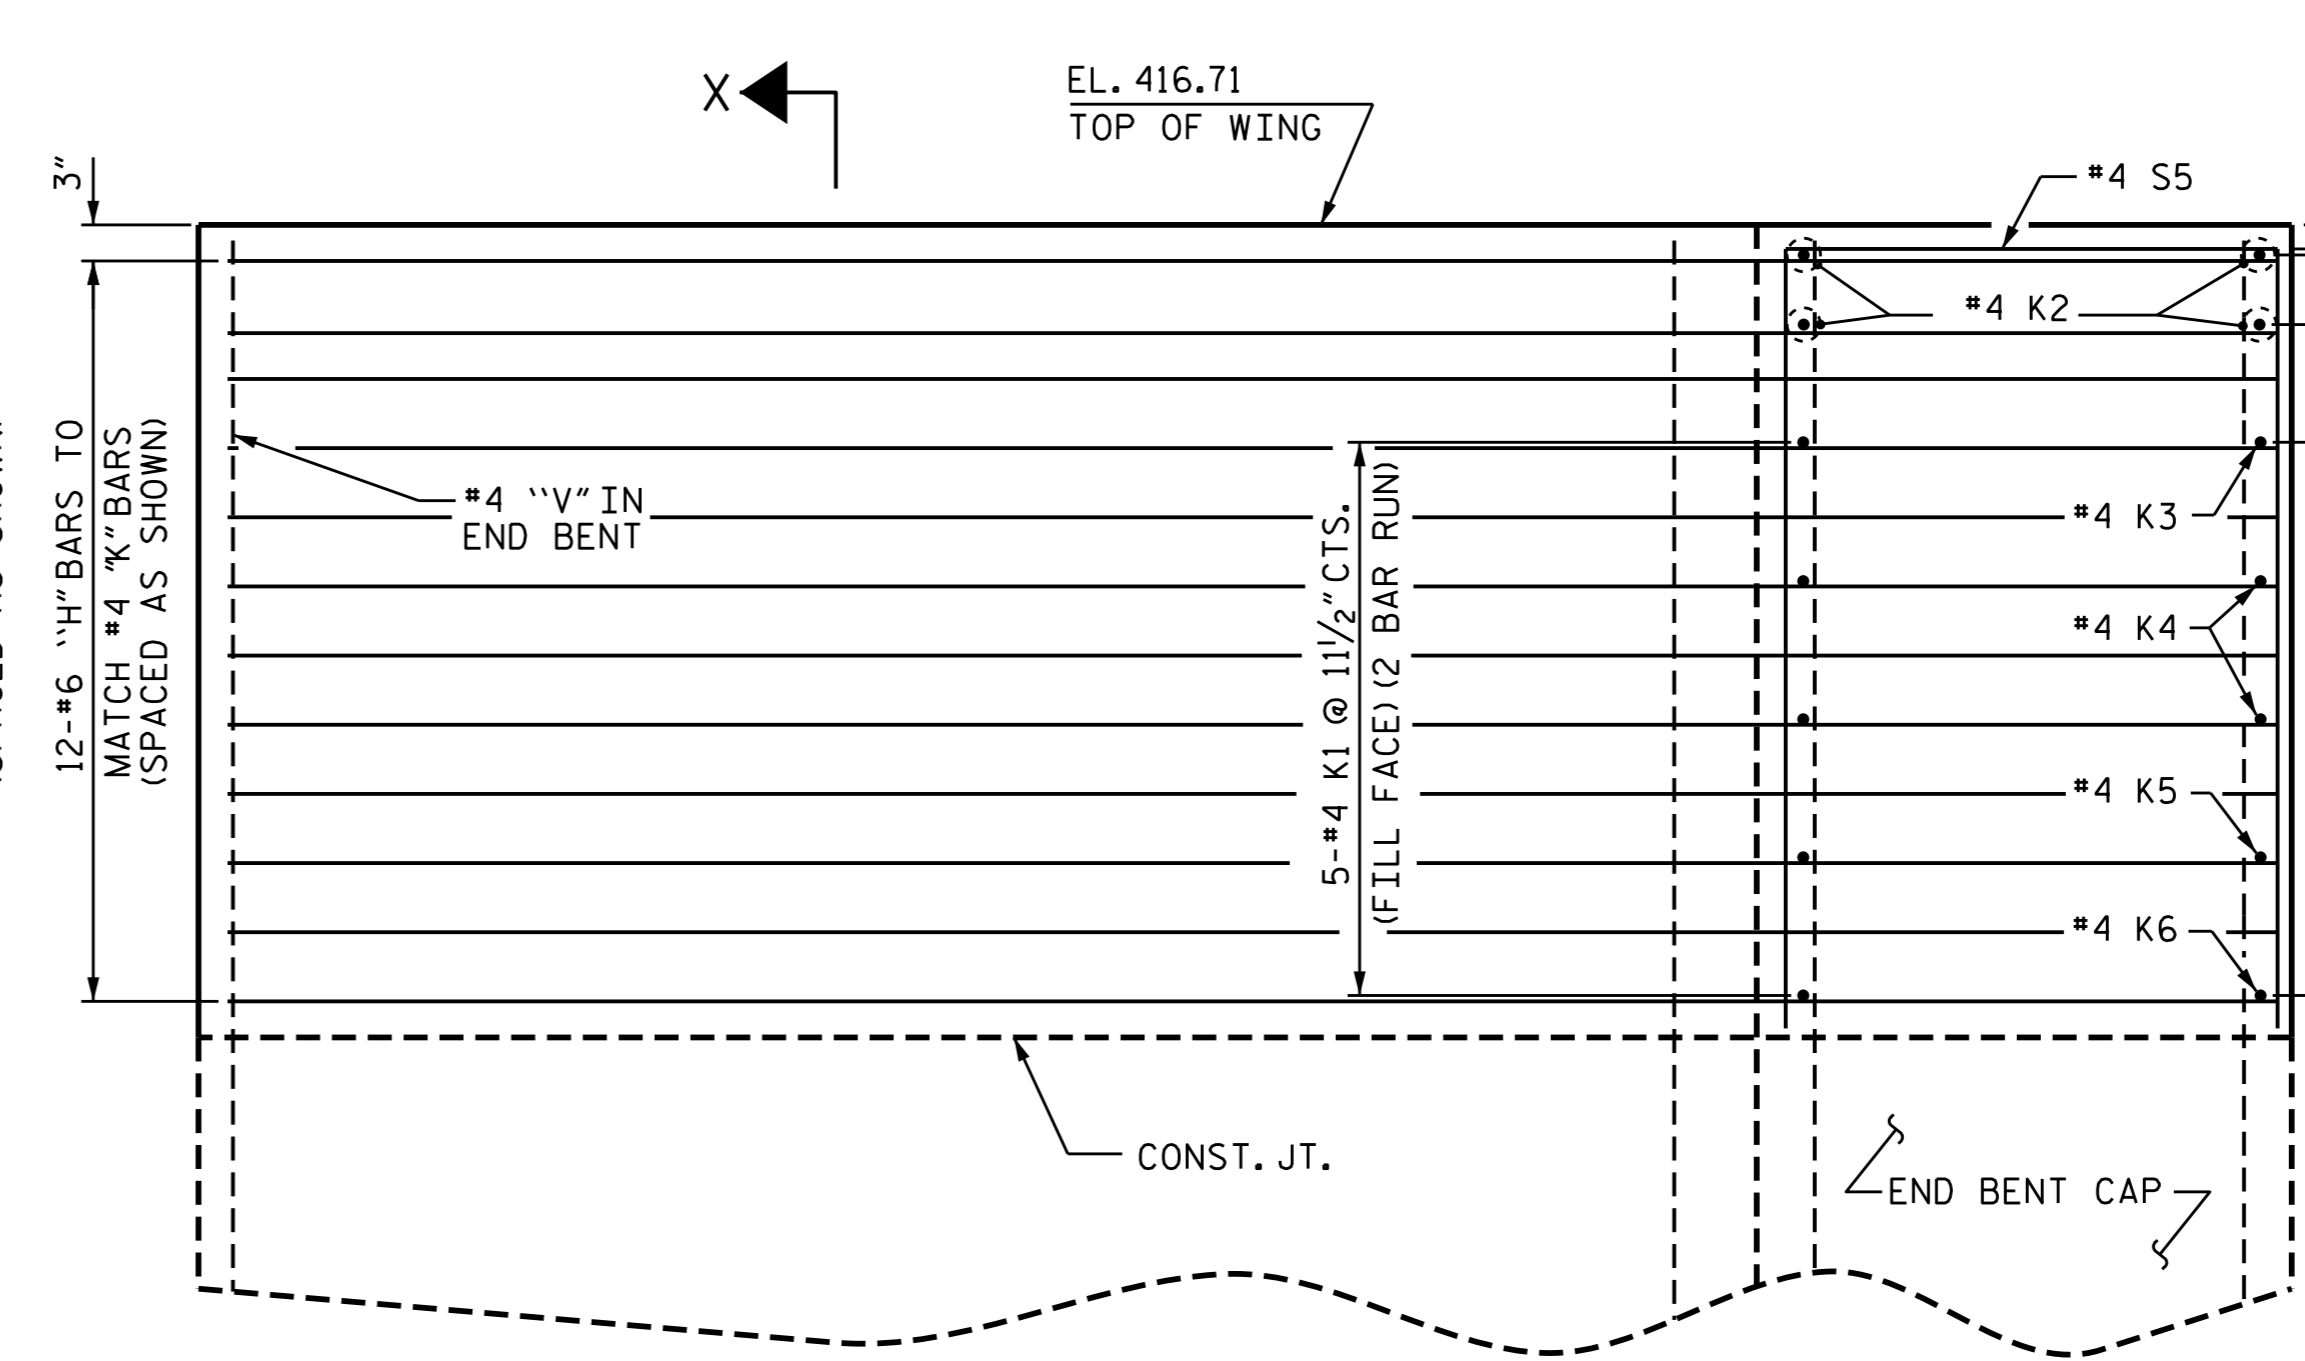 X
EL. 416.71
TOP OF WING
3"
#4 S5
#4 K2
12-#6 ``H" BARS TO
MATCH #4 "K" BARS
(SPACED AS SHOWN)
#4 ``V" IN
END BENT
5-#4 K1 @ 11 1/2" CTS.
(FILL FACE) (2 BAR RUN)
#4 K3
#4 K4
#4 K5
#4 K6
CONST. JT.
END BENT CAP